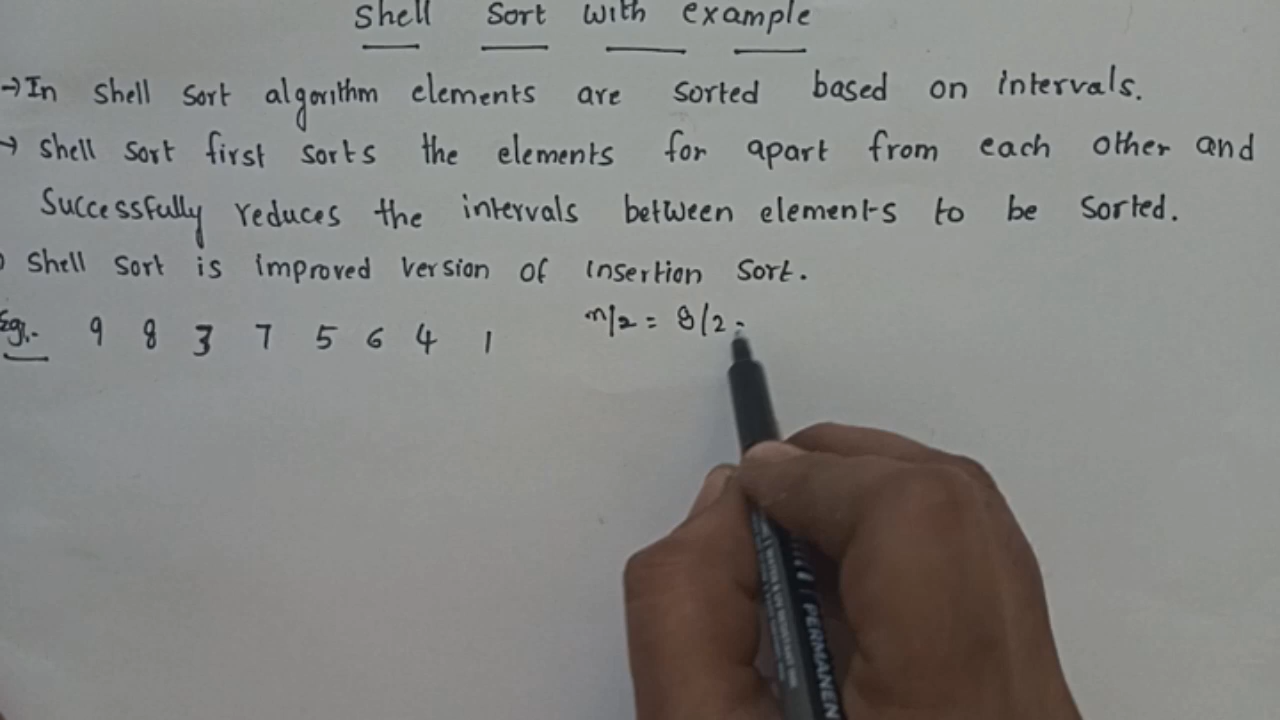 Shell Sort with example
→In shell sort algorithm elements are sorted based on intervals.
→ Shell sort first sorts the elements for apart from each other and
Successfully reduces the intervals between elements to be sorted.
Shell sort is improved version of insertion sort.
Eg:- 9 8 3 7 5 6 4 1 n/2 = 8/2 =
PERMANEN